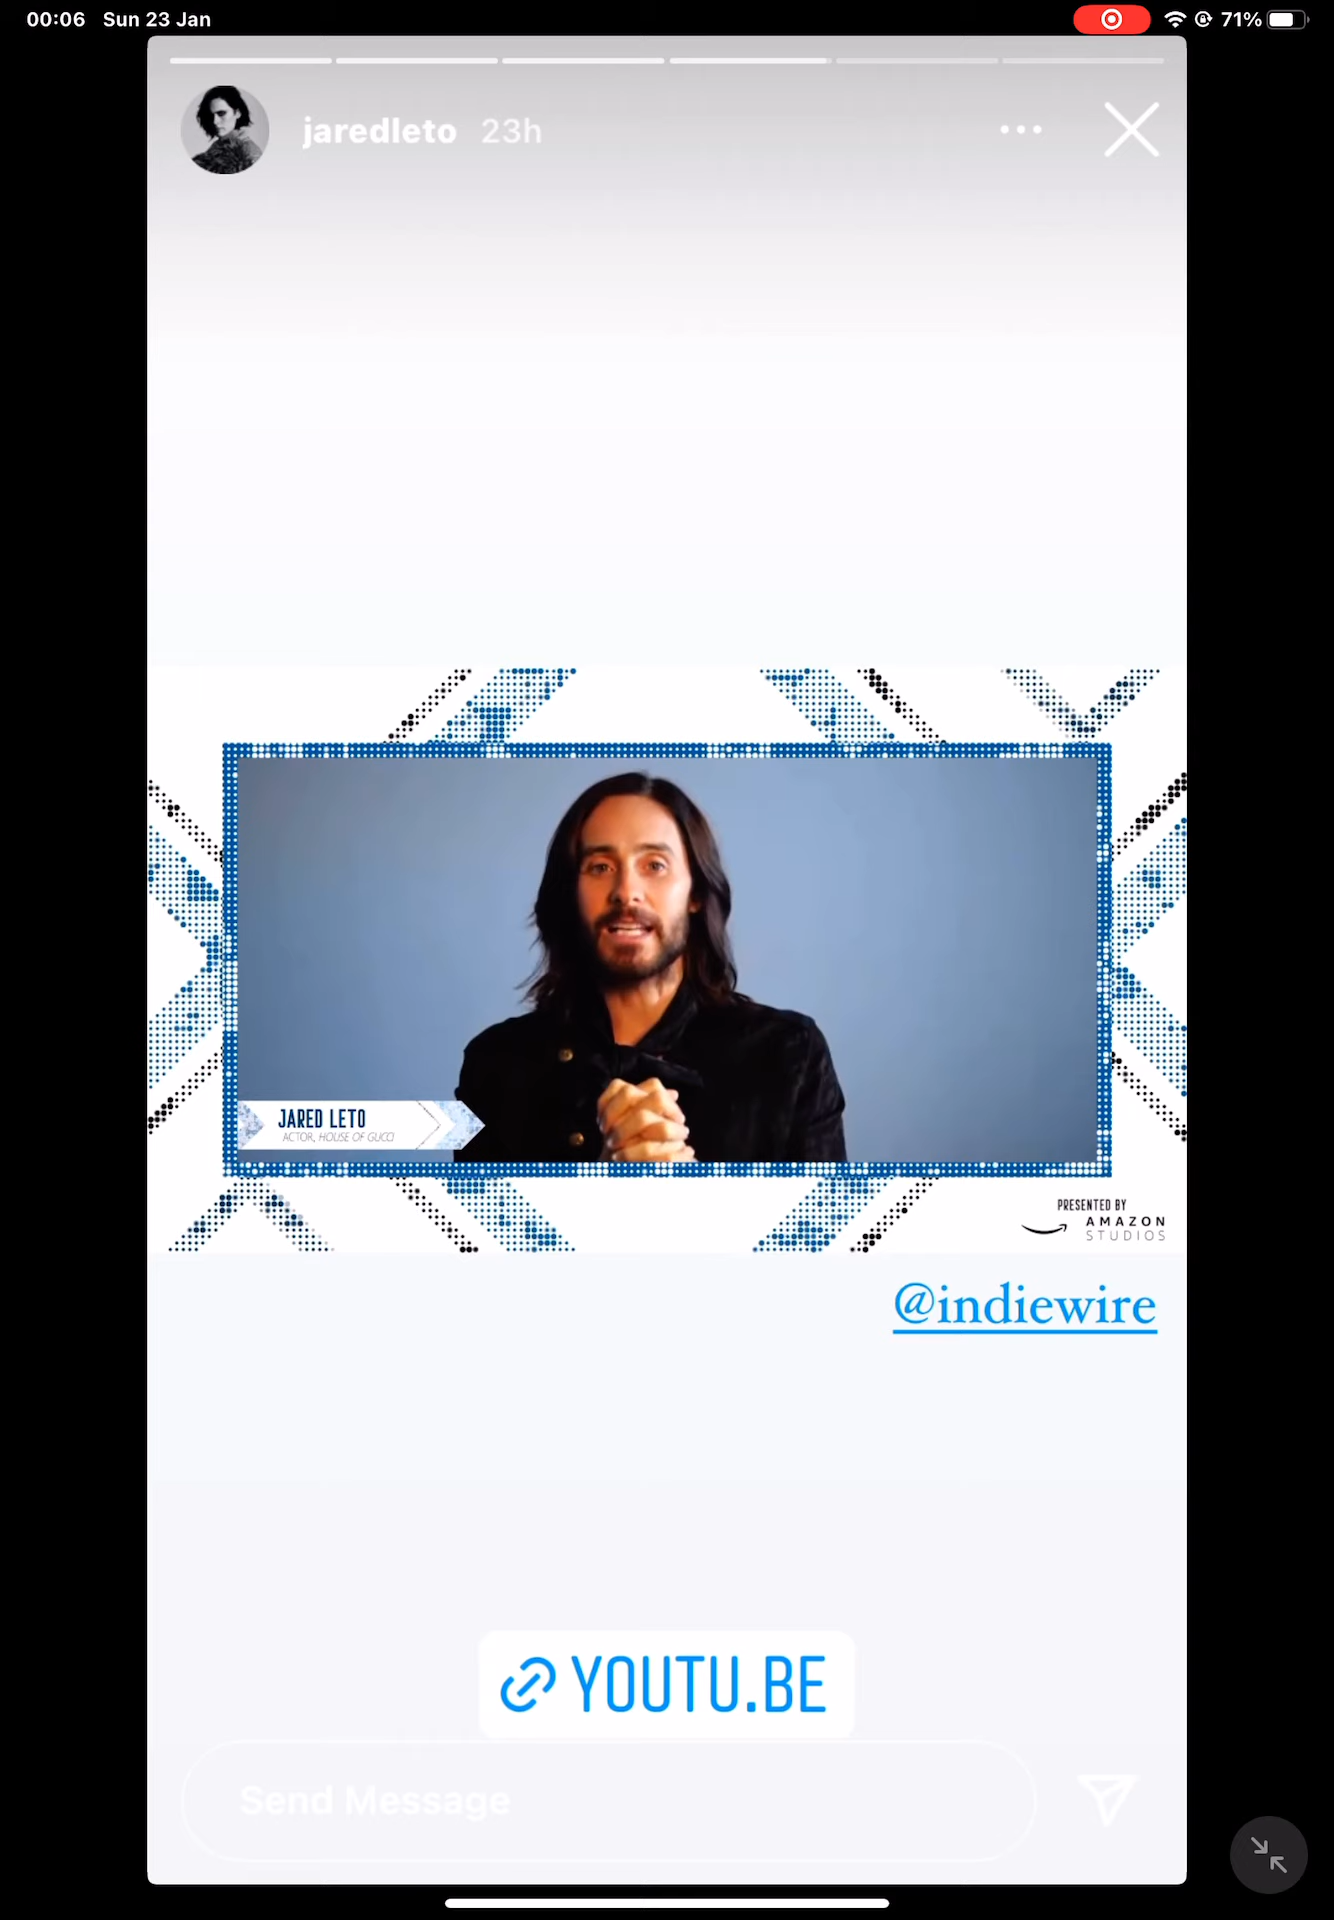 00:06 Sun 23 Jan
71%
jaredleto 23h
JARED LETO
ACTOR, HOUSE OF GUCCI
PRESENTED BY
AMAZON
STUDIOS
@indiewire
YOUTU.BE
Send Message